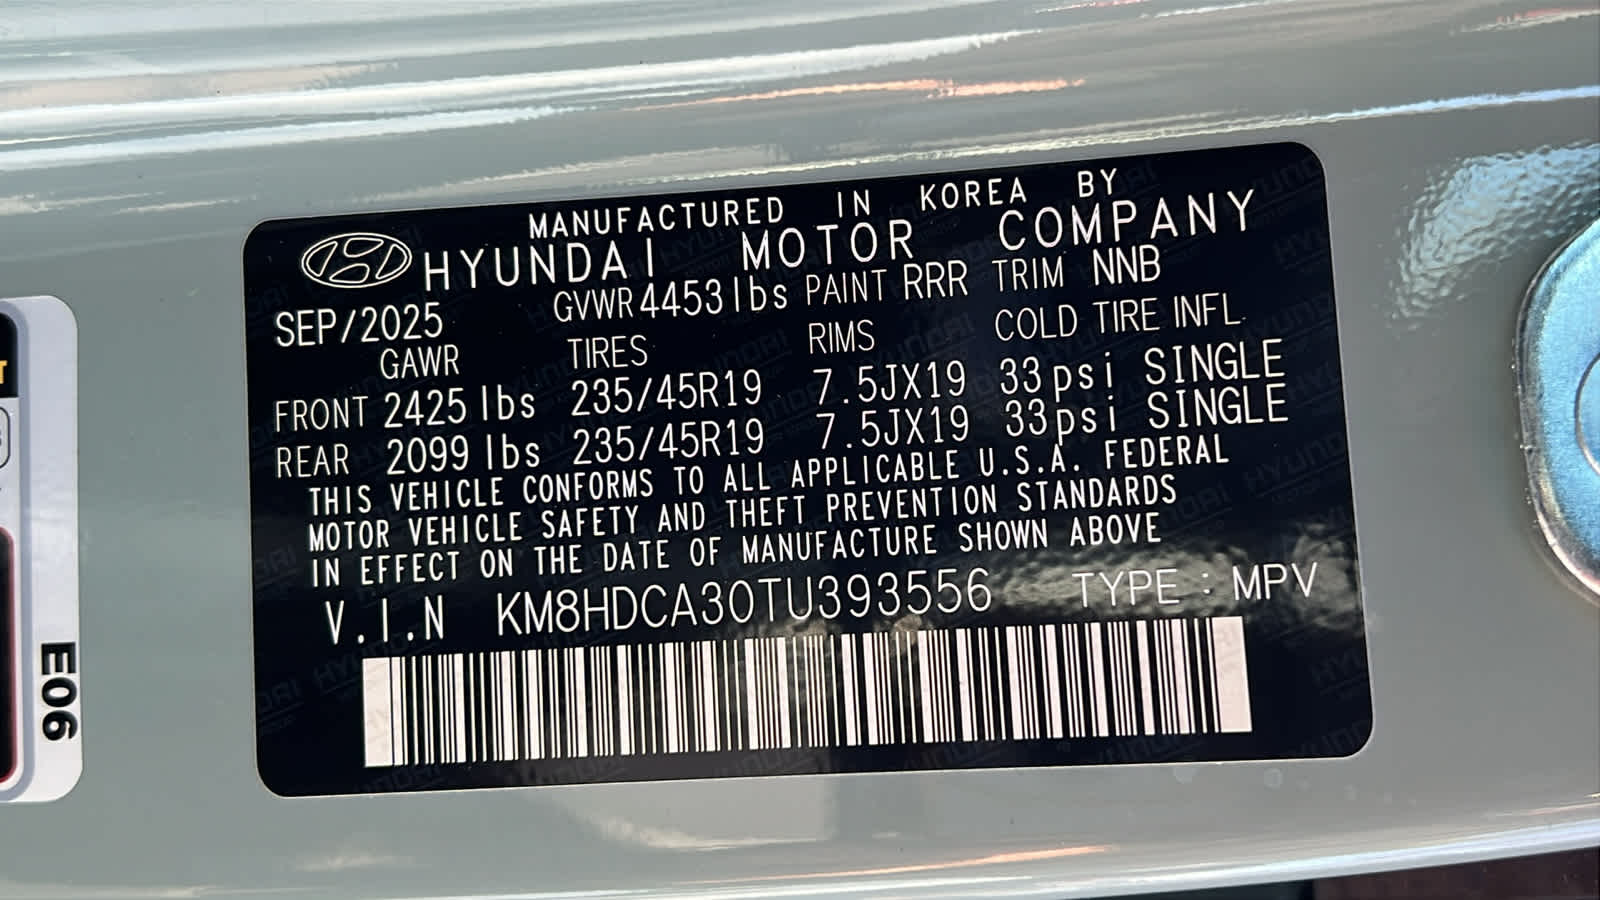 MANUFACTURED IN KOREA BY
HYUNDAI MOTOR COMPANY
SEP/2025 GVWR 4453lbs PAINT RRR TRIM NNB
GAWR TIRES RIMS COLD TIRE INFL.
FRONT 2425 lbs 235/45R19 7.5JX19 33psi SINGLE
REAR 2099 lbs 235/45R19 7.5JX19 33psi SINGLE
THIS VEHICLE CONFORMS TO ALL APPLICABLE U.S.A. FEDERAL
MOTOR VEHICLE SAFETY AND THEFT PREVENTION STANDARDS
IN EFFECT ON THE DATE OF MANUFACTURE SHOWN ABOVE
V.I.N KM8HDCA30TU393556 TYPE : MPV
E06